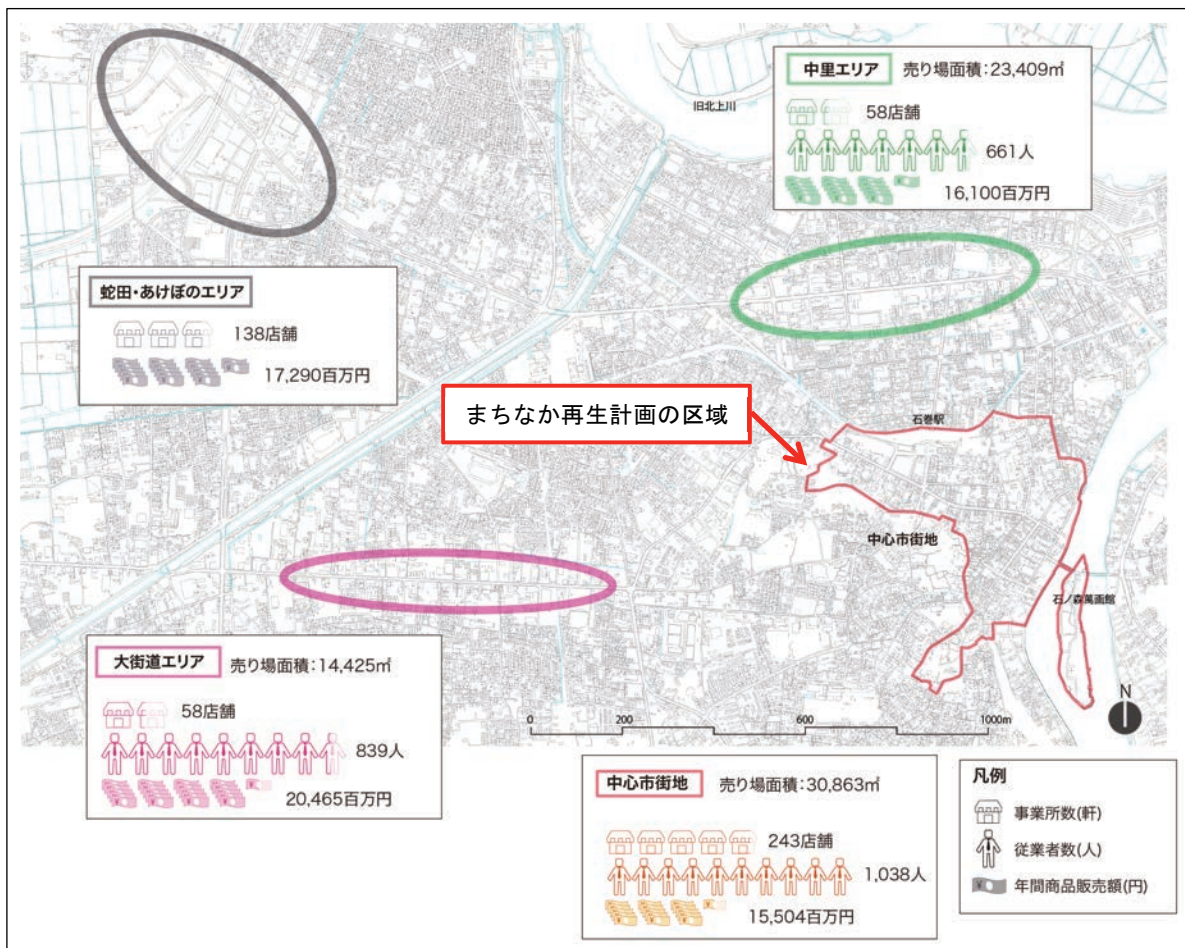 中里エリア 売り場面積:23,409㎡
58店舗
661人
16,100百万円
旧北上川
蛇田・あけぼのエリア
138店舗
17,290百万円
まちなか再生計画の区域
石巻駅
中心市街地
石ノ森萬画館
大街道エリア 売り場面積:14,425㎡
58店舗
839人
20,465百万円
0 200 600 1000m
N
中心市街地 売り場面積:30,863㎡
243店舗
1,038人
15,504百万円
凡例
事業所数(軒)
従業者数(人)
年間商品販売額(円)